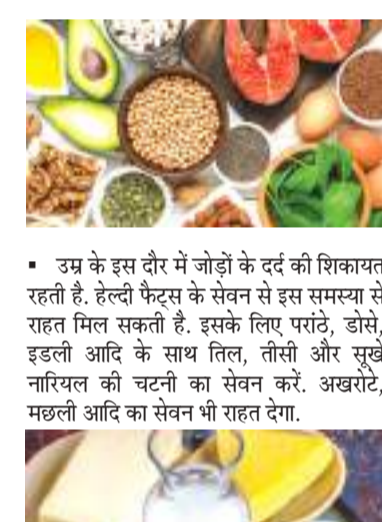 ▪ उम्र के इस दौर में जोड़ों के दर्द की शिकायत
रहती है. हेल्दी फैट्स के सेवन से इस समस्या से
राहत मिल सकती है. इसके लिए परांठे, डोसे,
इडली आदि के साथ तिल, तीसी और सूखे
नारियल की चटनी का सेवन करें. अखरोट,
मछली आदि का सेवन भी राहत देगा.